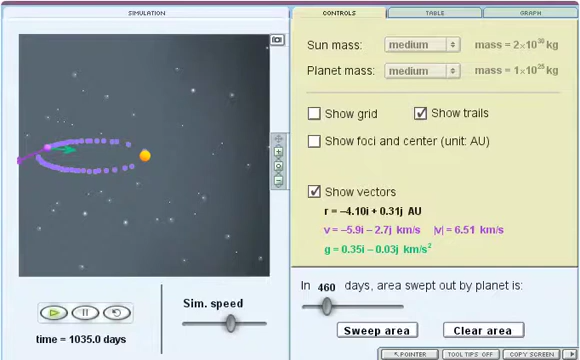 SIMULATION
CONTROLS
TABLE
GRAPH
Sun mass: medium mass = 2×10³⁰ kg
Planet mass: medium mass = 1×10²⁵ kg
Show grid
Show trails
Show foci and center (unit: AU)
Show vectors
r = –4.10i + 0.31j AU
v = –5.9i – 2.7j km/s |v| = 6.51 km/s
g = 0.35i – 0.03j km/s²
Sim. speed
time = 1035.0 days
In 460 days, area swept out by planet is:
Sweep area
Clear area
POINTER
TOOL TIPS OFF
COPY SCREEN